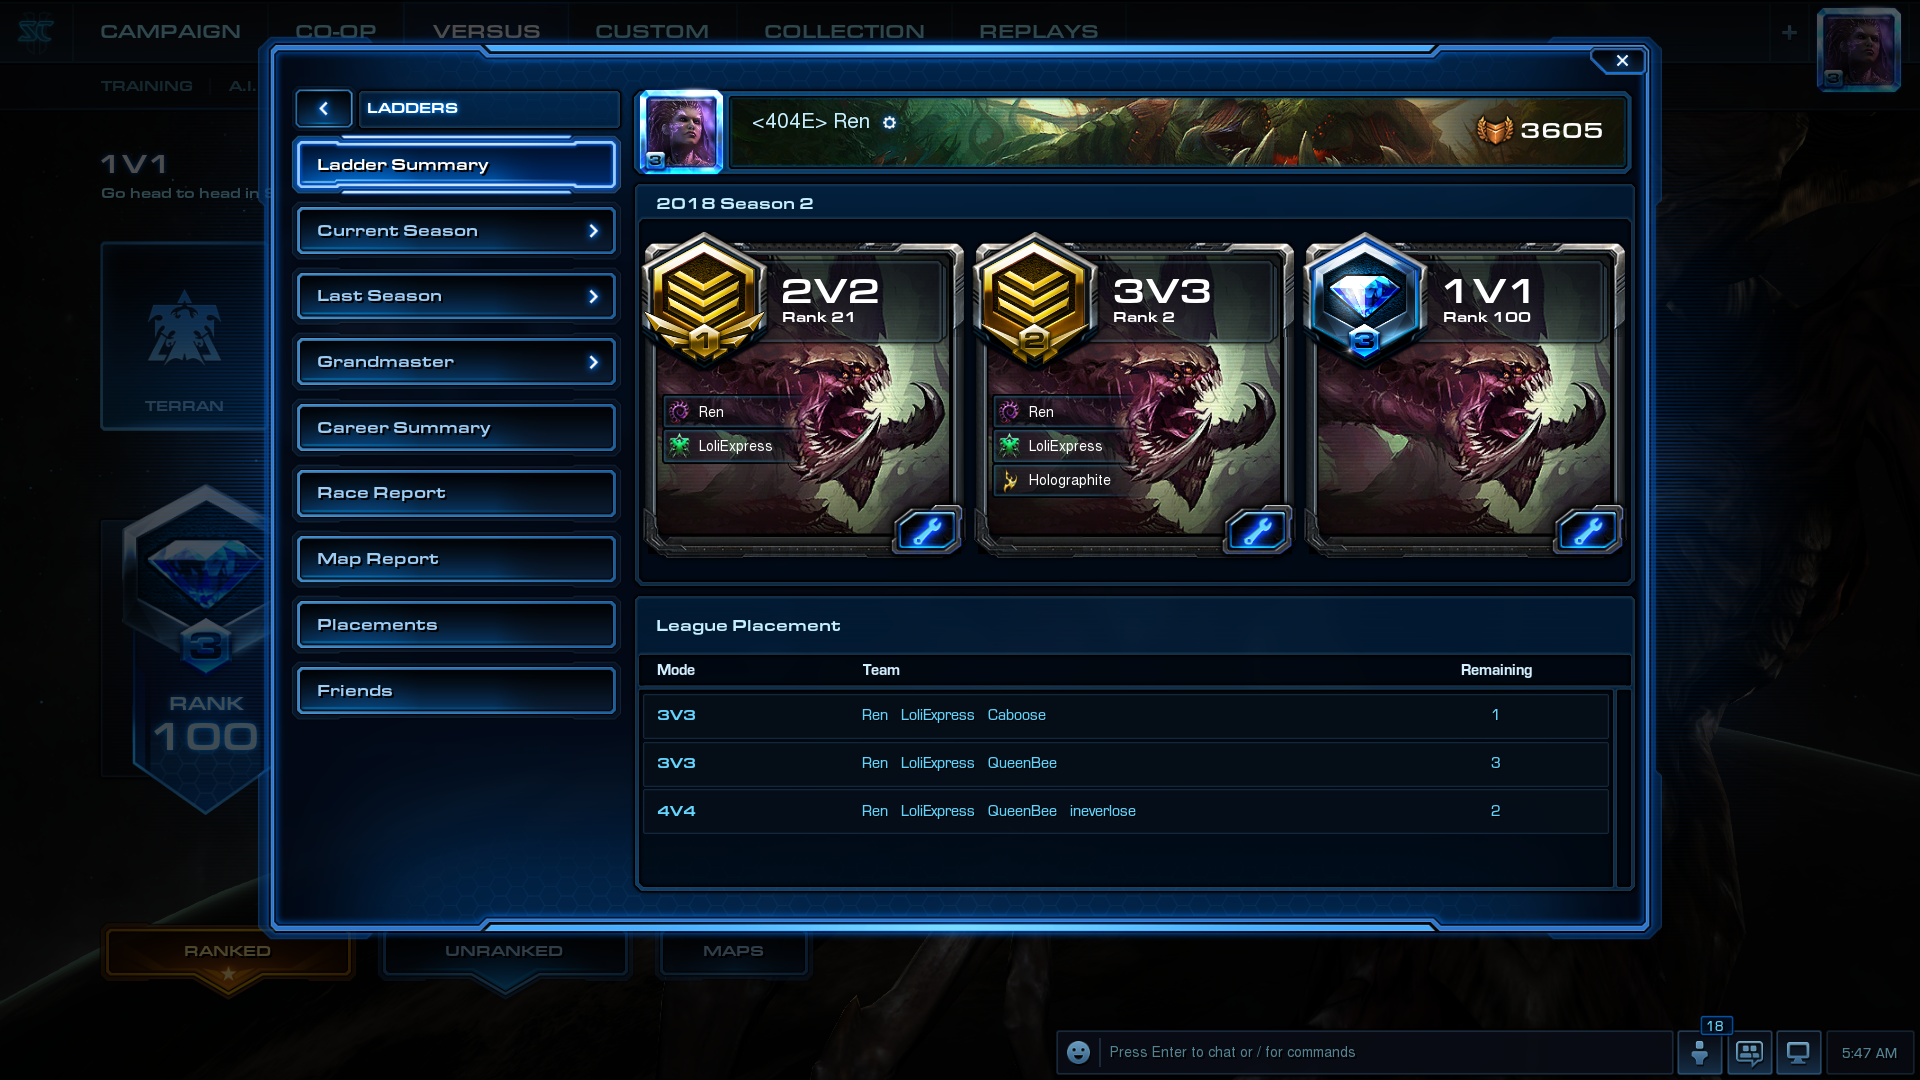 CAMPAIGN CO-OP VERSUS CUSTOM COLLECTION REPLAYS +
TRAINING A.I.
3
LADDERS
<404E> Ren
3605
3
1V1
Go head to head in
Ladder Summary
Current Season
Last Season
Grandmaster
Career Summary
Race Report
Map Report
Placements
Friends
TERRAN
3
RANK
100
2018 Season 2
2V2
Rank 21
1
Ren
LoliExpress
3V3
Rank 2
2
Ren
LoliExpress
Holographite
1V1
Rank 100
3
League Placement
Mode Team Remaining
3V3 Ren LoliExpress Caboose 1
3V3 Ren LoliExpress QueenBee 3
4V4 Ren LoliExpress QueenBee ineverlose 2
RANKED UNRANKED MAPS
18
Press Enter to chat or / for commands
5:47 AM